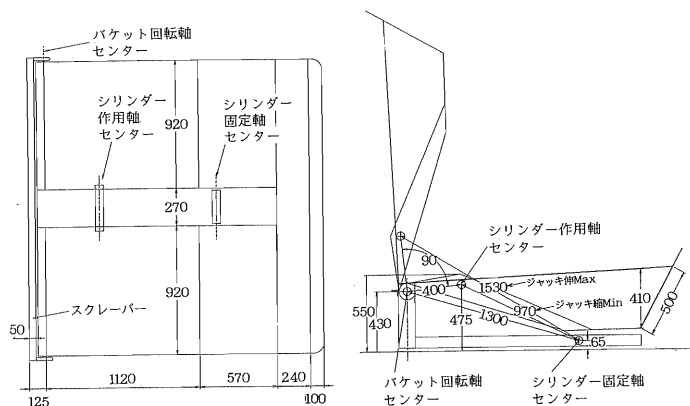 バケット回転軸
センター
シリンダー
作用軸
センター
シリンダー
固定軸
センター
920
270
920
スクレーバー
50
125
1120
570
240
100
シリンダー作用軸
センター
90
400
1530
ジャッキ伸Max
970
ジャッキ縮Min
1300
550
430
475
410
500
65
バケット回転軸
センター
シリンダー固定軸
センター